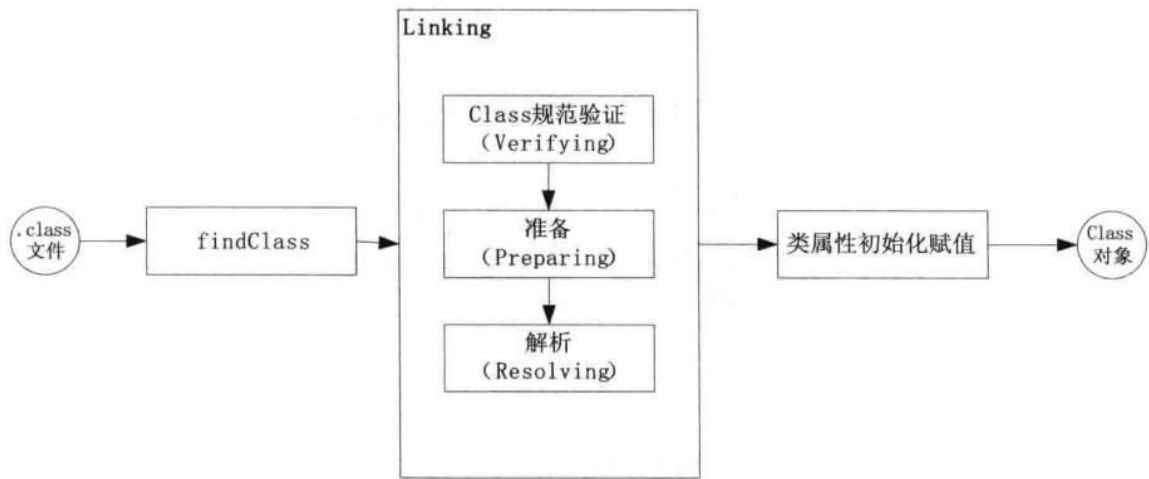 .class
文件
findClass
Linking
Class规范验证
(Verifying)
准备
(Preparing)
解析
(Resolving)
类属性初始化赋值
Class
对象